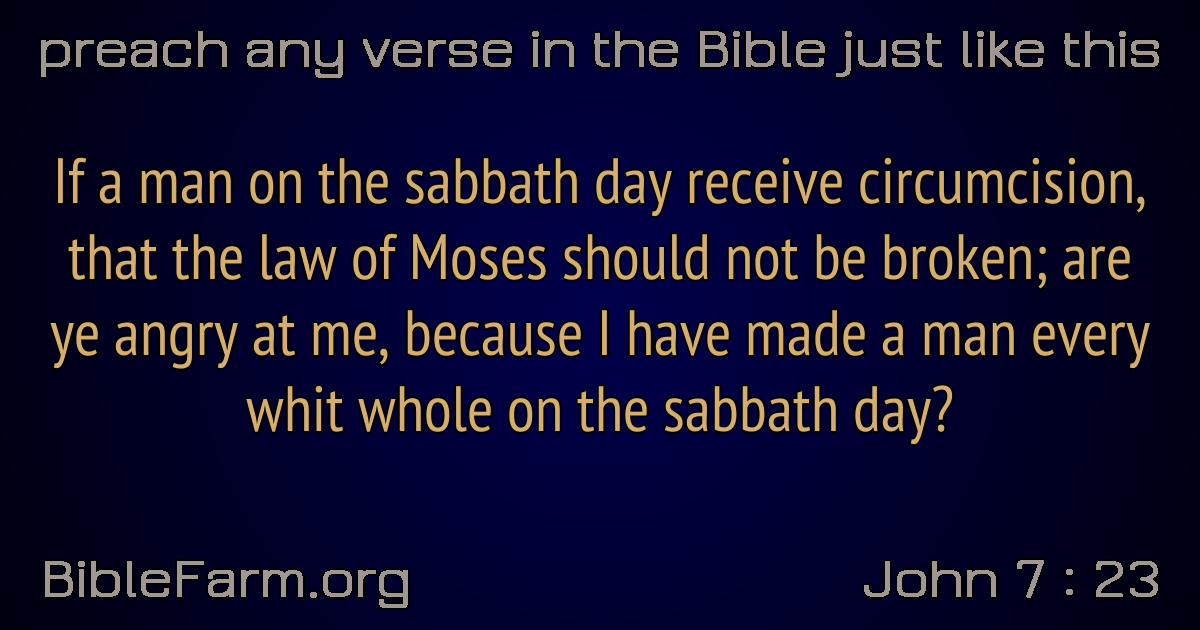 preach any verse in the Bible just like this
If a man on the sabbath day receive circumcision,
that the law of Moses should not be broken; are
ye angry at me, because I have made a man every
whit whole on the sabbath day?
BibleFarm.org
John 7 : 23